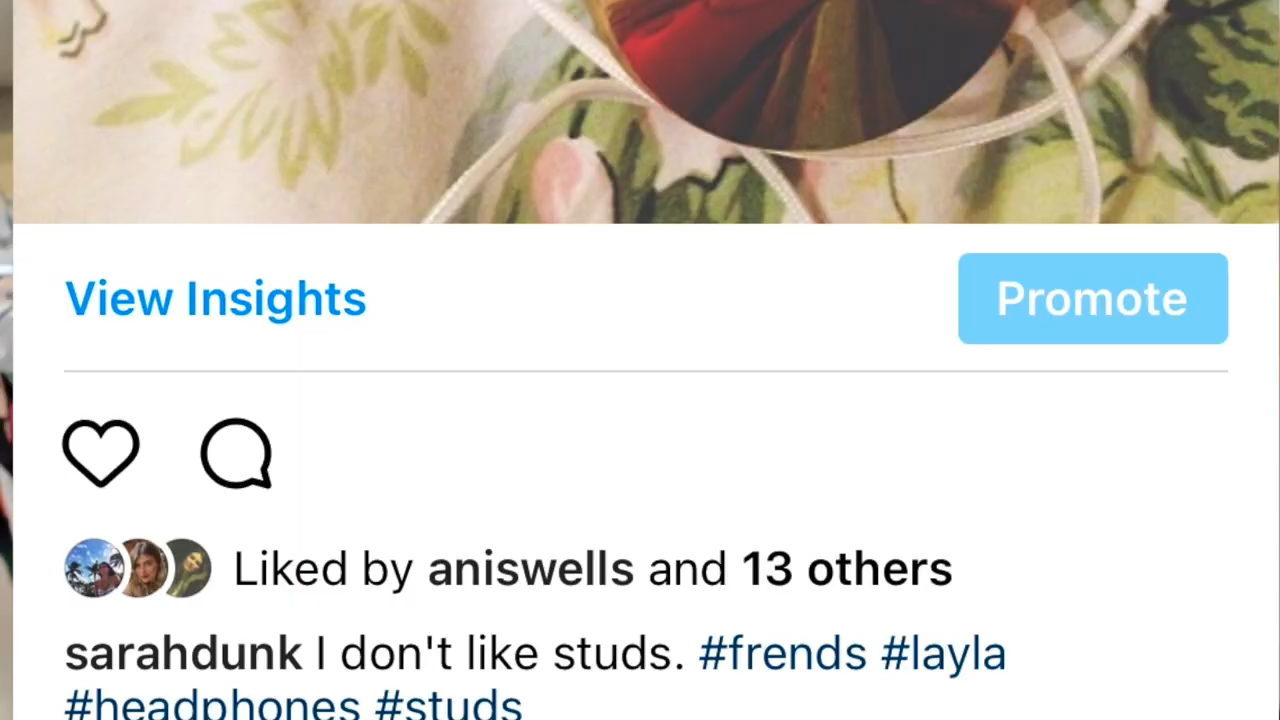 View Insights
Promote
Liked by aniswells and 13 others
sarahdunk I don't like studs. #frends #layla
#headphones #studs